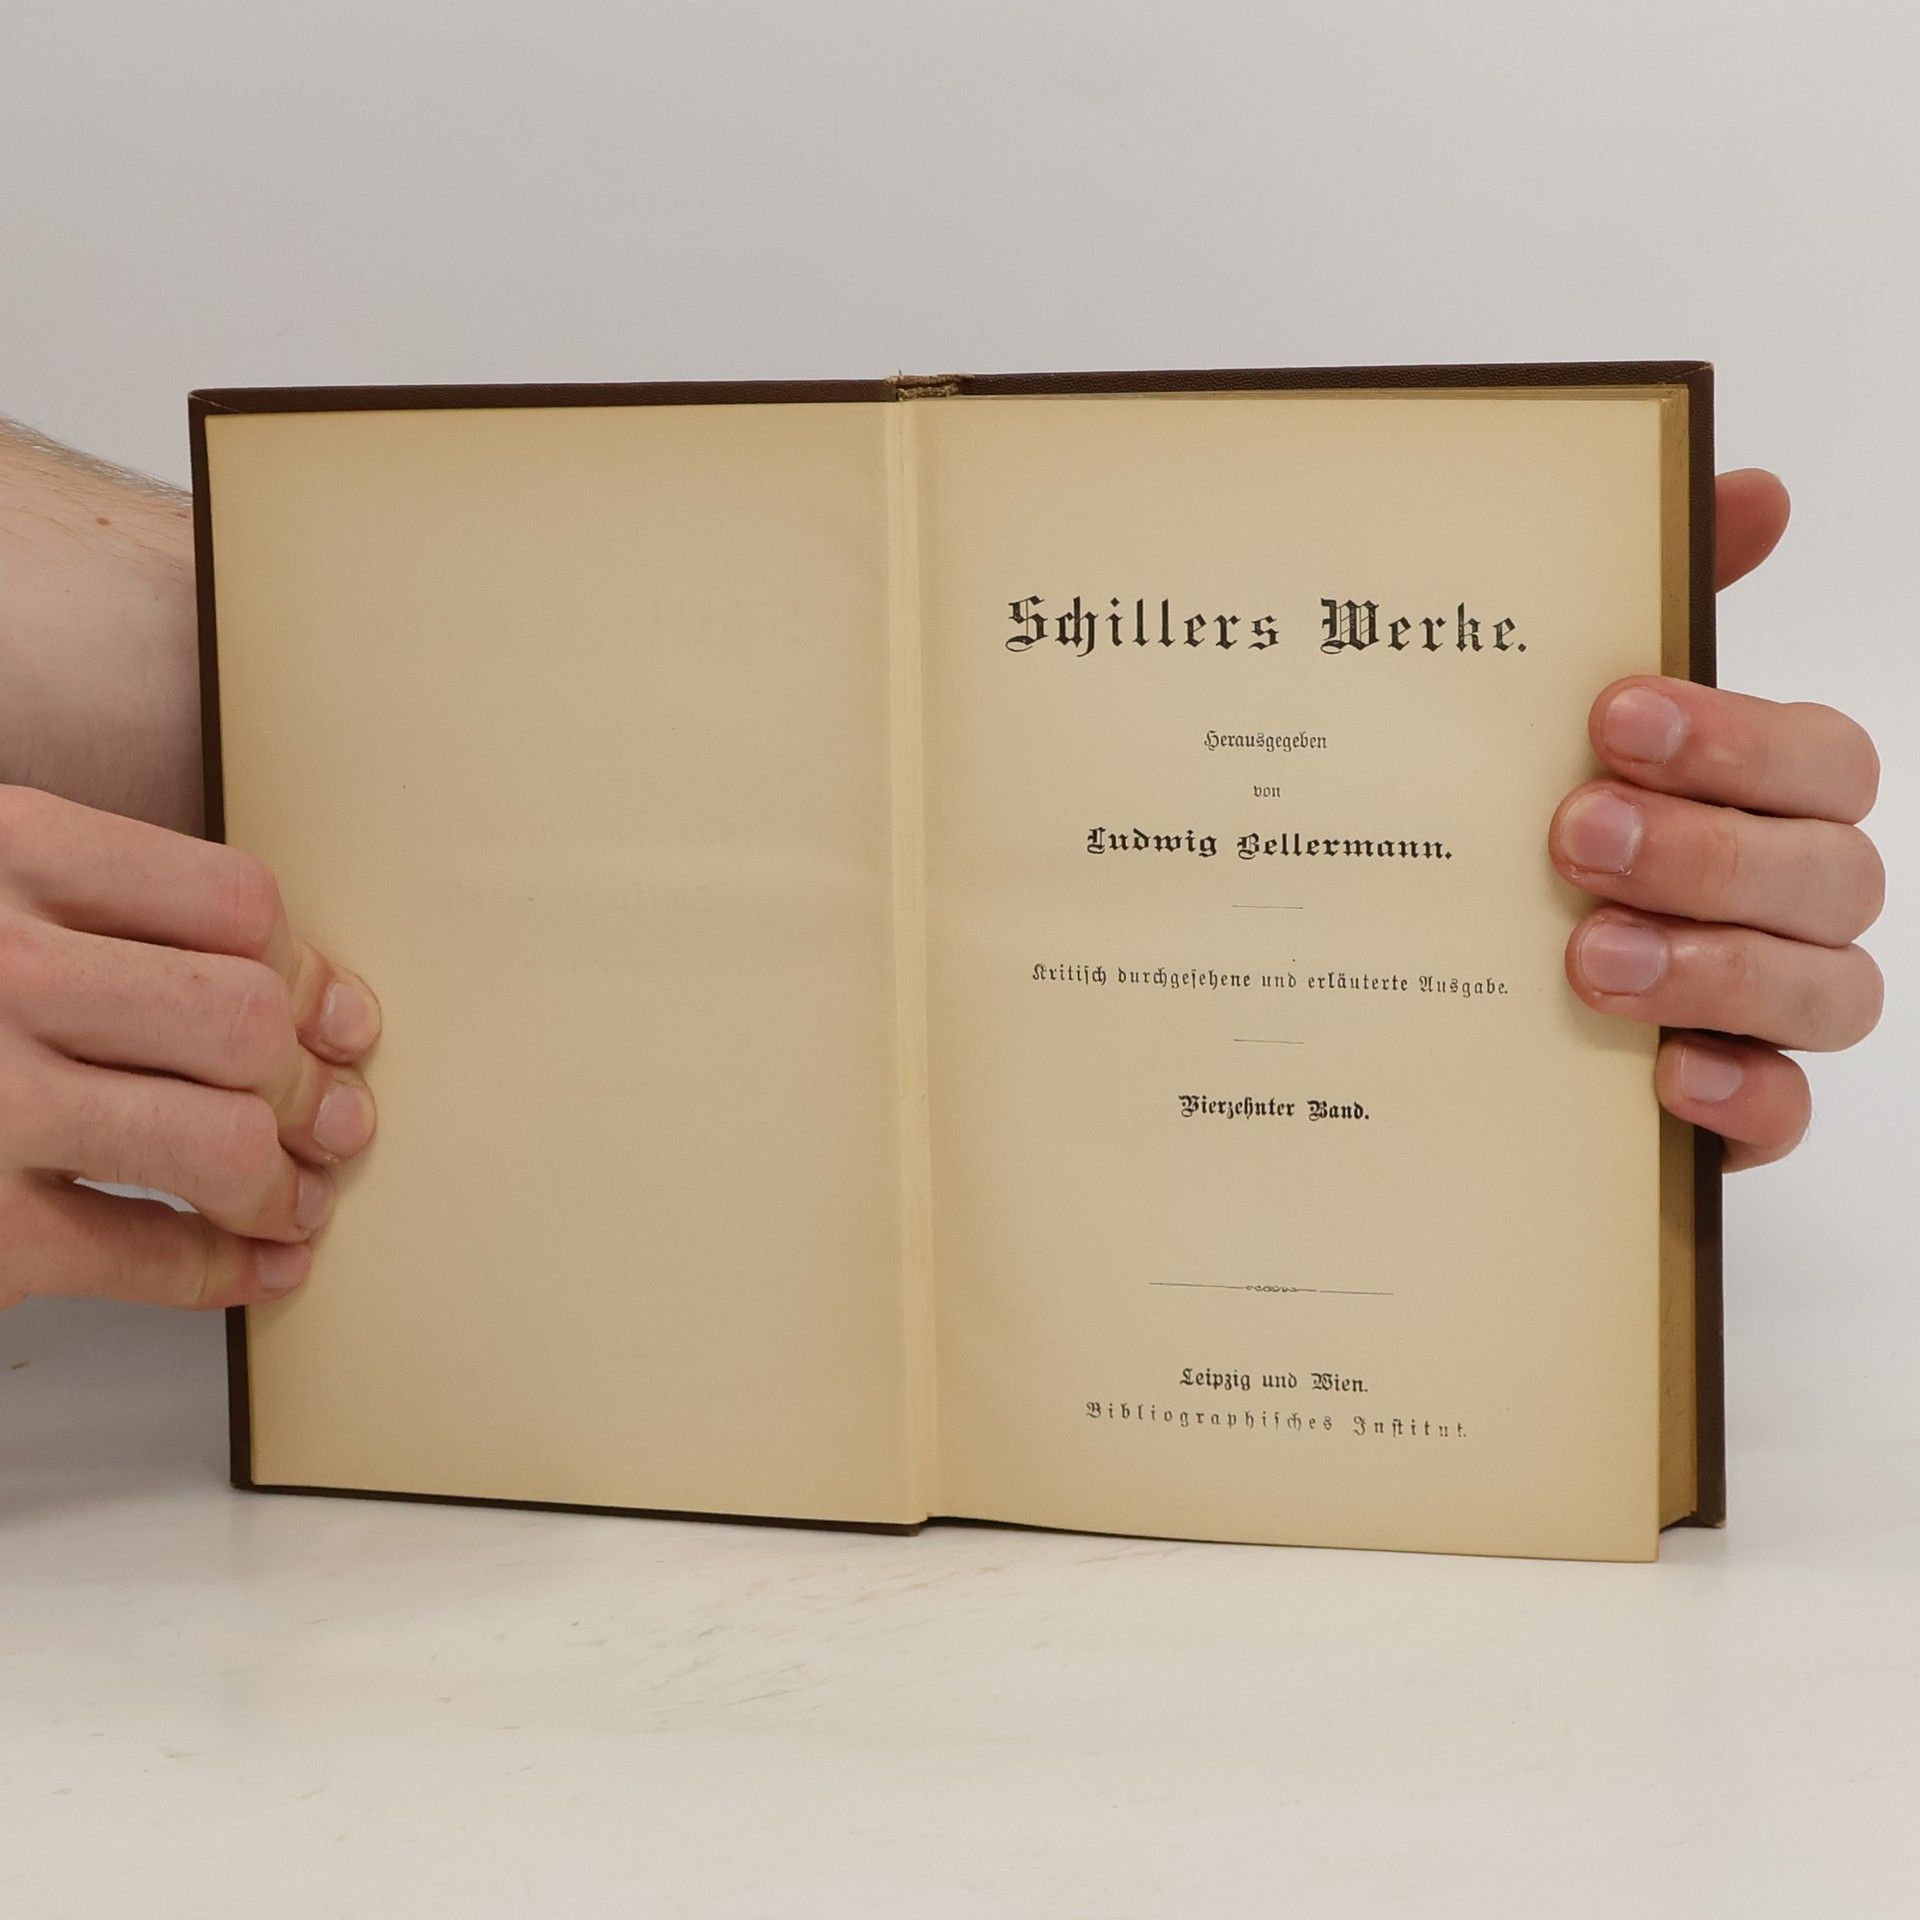 Schillers Werke.
Herausgegeben
von
Ludwig Bellermann.
Kritisch durchgesehene und erläuterte Ausgabe.
Vierzehnter Band.
Leipzig und Wien.
Bibliographisches Institut.